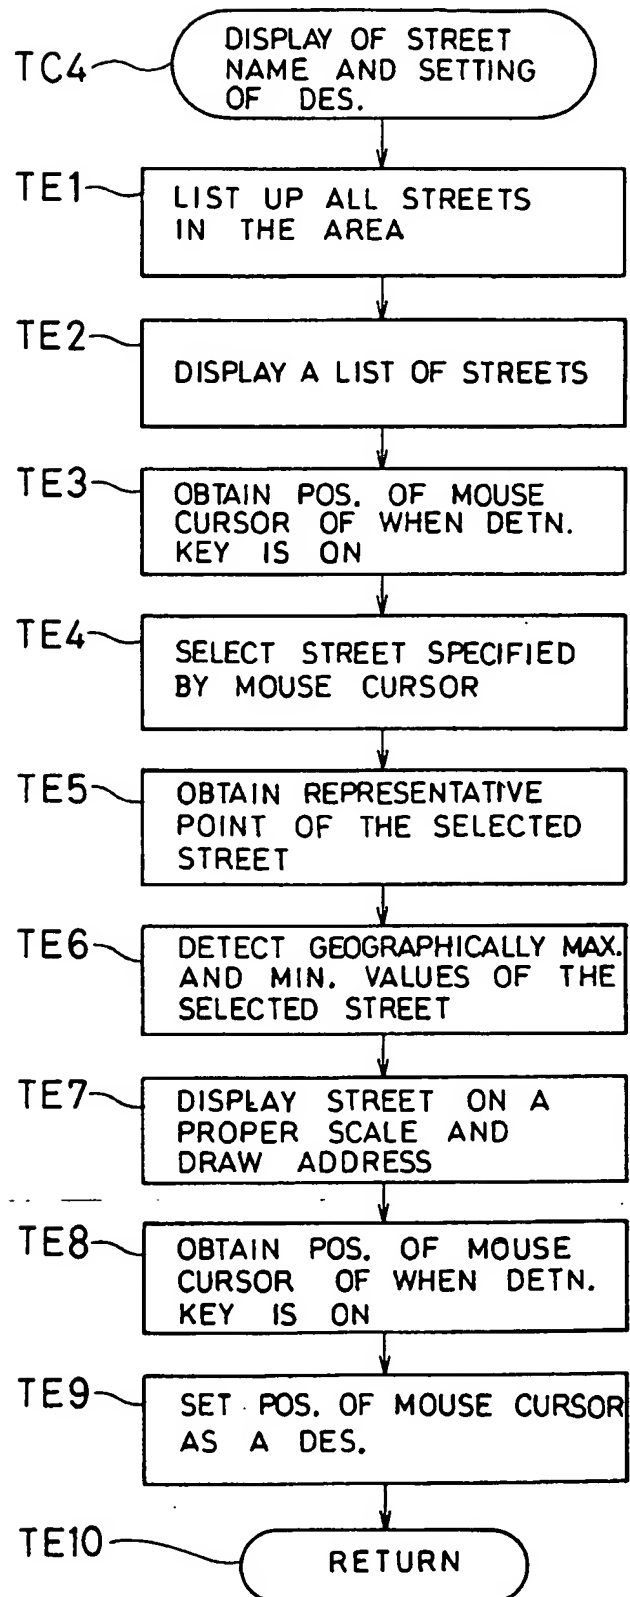 TC4
DISPLAY OF STREET
NAME AND SETTING
OF DES.
TE1
LIST UP ALL STREETS
IN THE AREA
TE2
DISPLAY A LIST OF STREETS
TE3
OBTAIN POS. OF MOUSE
CURSOR OF WHEN DETN.
KEY IS ON
TE4
SELECT STREET SPECIFIED
BY MOUSE CURSOR
TE5
OBTAIN REPRESENTATIVE
POINT OF THE SELECTED
STREET
TE6
DETECT GEOGRAPHICALLY MAX.
AND MIN. VALUES OF THE
SELECTED STREET
TE7
DISPLAY STREET ON A
PROPER SCALE AND
DRAW ADDRESS
TE8
OBTAIN POS. OF MOUSE
CURSOR OF WHEN DETN.
KEY IS ON
TE9
SET POS. OF MOUSE CURSOR
AS A DES.
TE10
RETURN